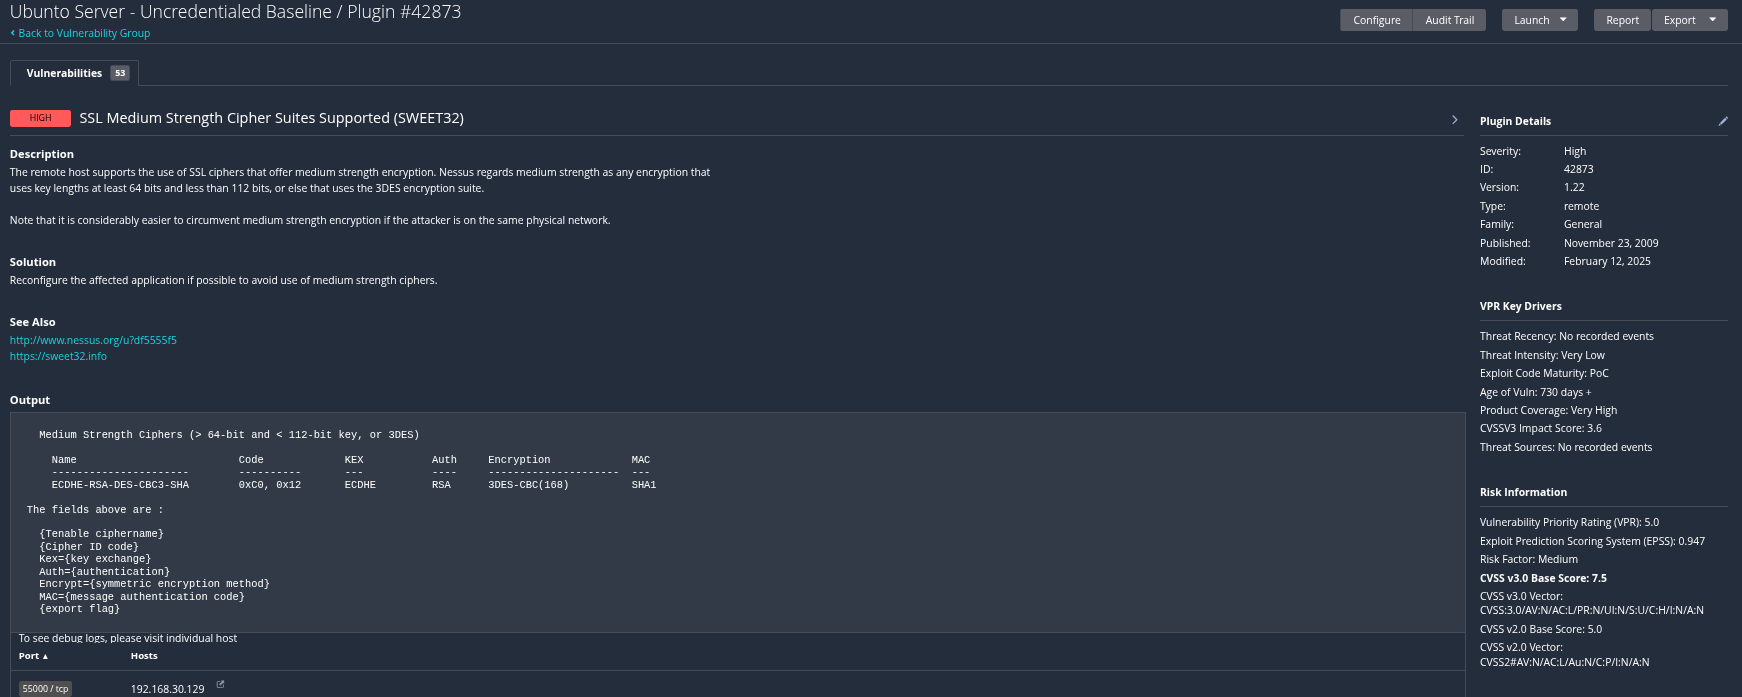 Ubunto Server - Uncredentialed Baseline / Plugin #42873
‹ Back to Vulnerability Group
Configure
Audit Trail
Launch
Report
Export
Vulnerabilities 53
HIGH SSL Medium Strength Cipher Suites Supported (SWEET32)
Description
The remote host supports the use of SSL ciphers that offer medium strength encryption. Nessus regards medium strength as any encryption that
uses key lengths at least 64 bits and less than 112 bits, or else that uses the 3DES encryption suite.
Note that it is considerably easier to circumvent medium strength encryption if the attacker is on the same physical network.
Solution
Reconfigure the affected application if possible to avoid use of medium strength ciphers.
See Also
http://www.nessus.org/u?df5555f5
https://sweet32.info
Output
Medium Strength Ciphers (> 64-bit and < 112-bit key, or 3DES)
Name Code KEX Auth Encryption MAC
---------------------- ---------- --- ---- --------------------- ---
ECDHE-RSA-DES-CBC3-SHA 0xC0, 0x12 ECDHE RSA 3DES-CBC(168) SHA1
The fields above are :
{Tenable ciphername}
{Cipher ID code}
Kex={key exchange}
Auth={authentication}
Encrypt={symmetric encryption method}
MAC={message authentication code}
{export flag}
To see debug logs, please visit individual host
Port ▲ Hosts
55000 / tcp 192.168.30.129
Plugin Details
Severity: High
ID: 42873
Version: 1.22
Type: remote
Family: General
Published: November 23, 2009
Modified: February 12, 2025
VPR Key Drivers
Threat Recency: No recorded events
Threat Intensity: Very Low
Exploit Code Maturity: PoC
Age of Vuln: 730 days +
Product Coverage: Very High
CVSSV3 Impact Score: 3.6
Threat Sources: No recorded events
Risk Information
Vulnerability Priority Rating (VPR): 5.0
Exploit Prediction Scoring System (EPSS): 0.947
Risk Factor: Medium
CVSS v3.0 Base Score: 7.5
CVSS v3.0 Vector:
CVSS:3.0/AV:N/AC:L/PR:N/UI:N/S:U/C:H/I:N/A:N
CVSS v2.0 Base Score: 5.0
CVSS v2.0 Vector:
CVSS2#AV:N/AC:L/Au:N/C:P/I:N/A:N